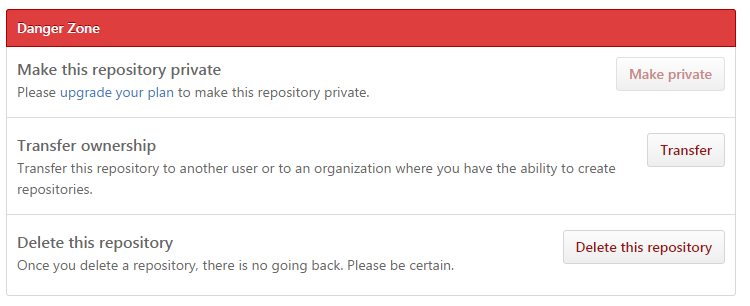 Danger Zone
Make this repository private
Please upgrade your plan to make this repository private.
Make private
Transfer ownership
Transfer this repository to another user or to an organization where you have the ability to create
repositories.
Transfer
Delete this repository
Once you delete a repository, there is no going back. Please be certain.
Delete this repository